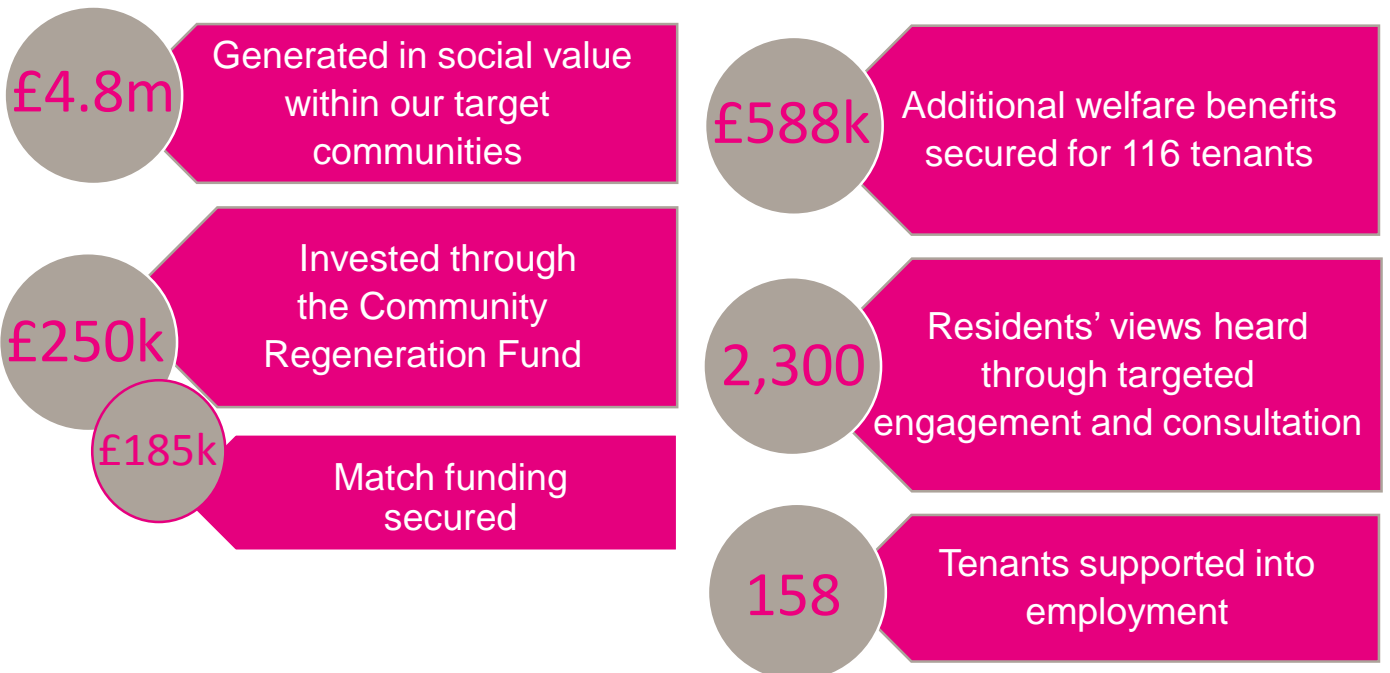 £4.8m
Generated in social value
within our target
communities
£250k
Invested through
the Community
Regeneration Fund
£185k
Match funding
secured
£588k
Additional welfare benefits
secured for 116 tenants
2,300
Residents’ views heard
through targeted
engagement and consultation
158
Tenants supported into
employment